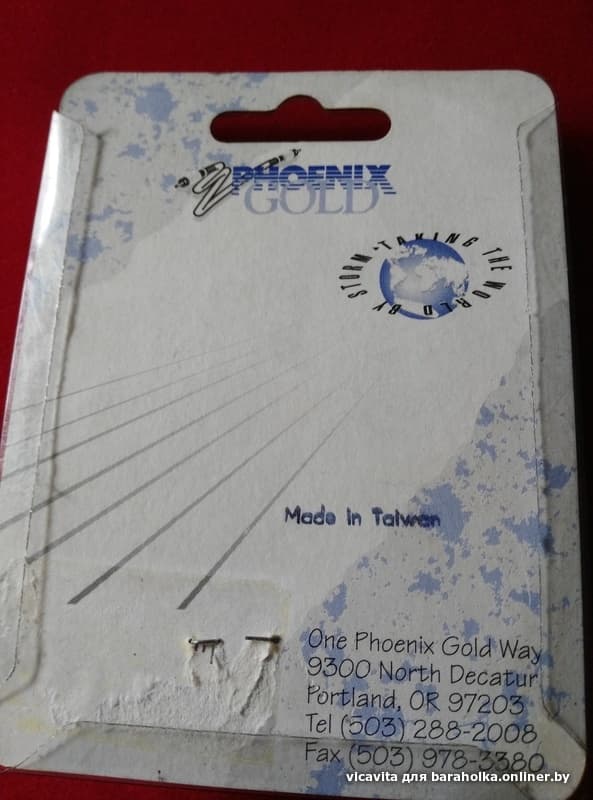 PHOENIX
GOLD
TAKING THE WORLD BY STORM
Made In Taiwan
One Phoenix Gold Way
9300 North Decatur
Portland, OR 97203
Tel (503) 288-2008
Fax (503) 978-3380
vicavita для baraholka.onliner.by